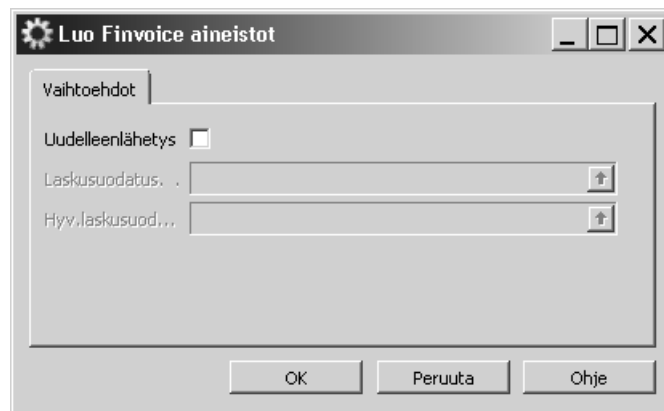 Luo Finvoice aineistot
Vaihtoehdot
Uudelleenlähetys
Laskusuodatus. .
Hyv.laskusuod...
OK Peruuta Ohje